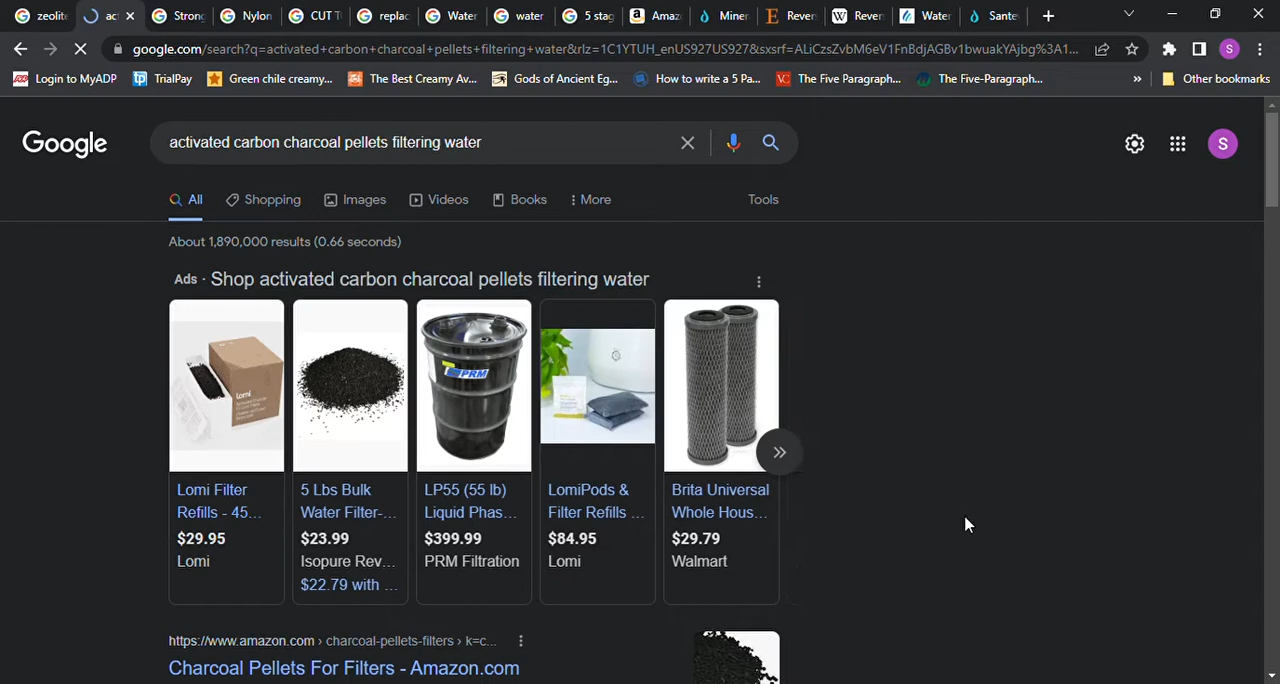 zeolite
act
Strong
Nylon
CUT T
replac
Water
water
5 stag
Amaz
Miner
Revers
Revers
Water
Sante
google.com/search?q=activated+carbon+charcoal+pellets+filtering+water&rlz=1C1YTUH_enUS927US927&sxsrf=ALiCzsZvbM6eV1FnBdjAGBv1bwuakYAjbg%3A1...
S
Login to MyADP
TrialPay
Green chile creamy...
The Best Creamy Av...
Gods of Ancient Eg...
How to write a 5 Pa...
The Five Paragraph...
The Five-Paragraph...
»
Other bookmarks
Google
activated carbon charcoal pellets filtering water
S
All
Shopping
Images
Videos
Books
More
Tools
About 1,890,000 results (0.66 seconds)
Ads · Shop activated carbon charcoal pellets filtering water
Lomi Filter
Refills - 45...
$29.95
Lomi
5 Lbs Bulk
Water Filter-...
$23.99
Isopure Rev...
$22.79 with ...
PRM
LP55 (55 lb)
Liquid Phas...
$399.99
PRM Filtration
LomiPods &
Filter Refills ...
$84.95
Lomi
Brita Universal
Whole Hous...
$29.79
Walmart
https://www.amazon.com › charcoal-pellets-filters › k=c...
Charcoal Pellets For Filters - Amazon.com